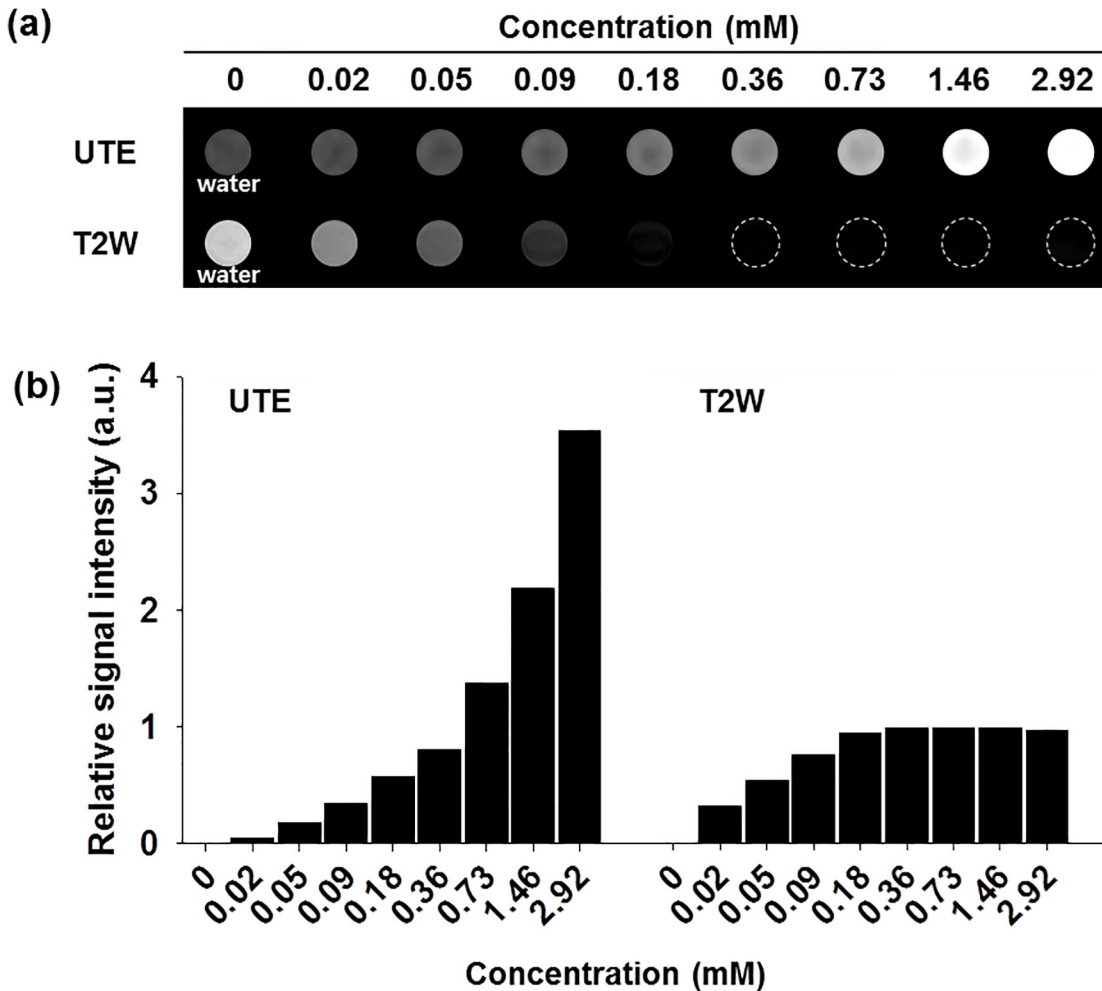 (a)
Concentration (mM)
0 0.02 0.05 0.09 0.18 0.36 0.73 1.46 2.92
UTE
water
T2W
water
(b)
Relative signal intensity (a.u.)
4
3
2
1
0
UTE
T2W
0 0.02 0.05 0.09 0.18 0.36 0.73 1.46 2.92
0 0.02 0.05 0.09 0.18 0.36 0.73 1.46 2.92
Concentration (mM)